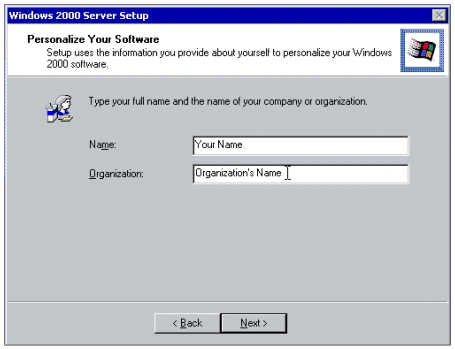 Windows 2000 Server Setup
Personalize Your Software
Setup uses the information you provide about yourself to personalize your Windows
2000 software.
Type your full name and the name of your company or organization.
Name: Your Name
Organization: Organization's Name
< Back Next >